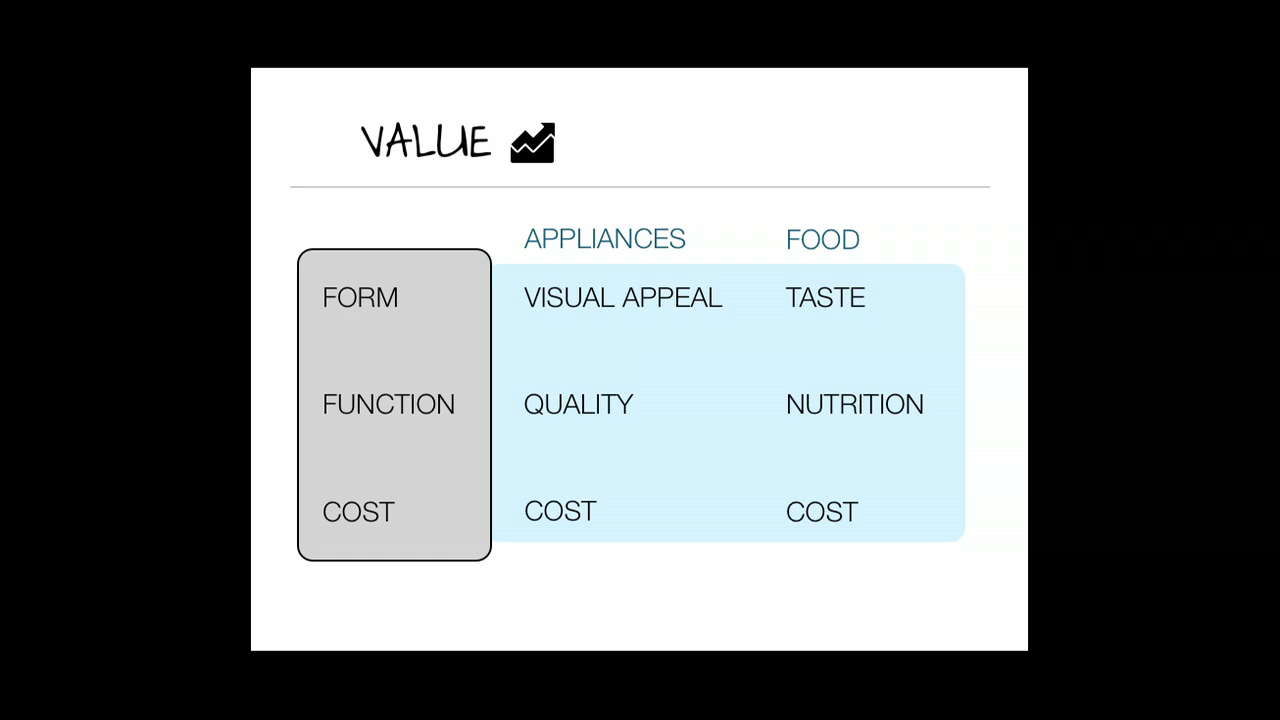 VALUE
APPLIANCES FOOD
FORM VISUAL APPEAL TASTE
FUNCTION QUALITY NUTRITION
COST COST COST